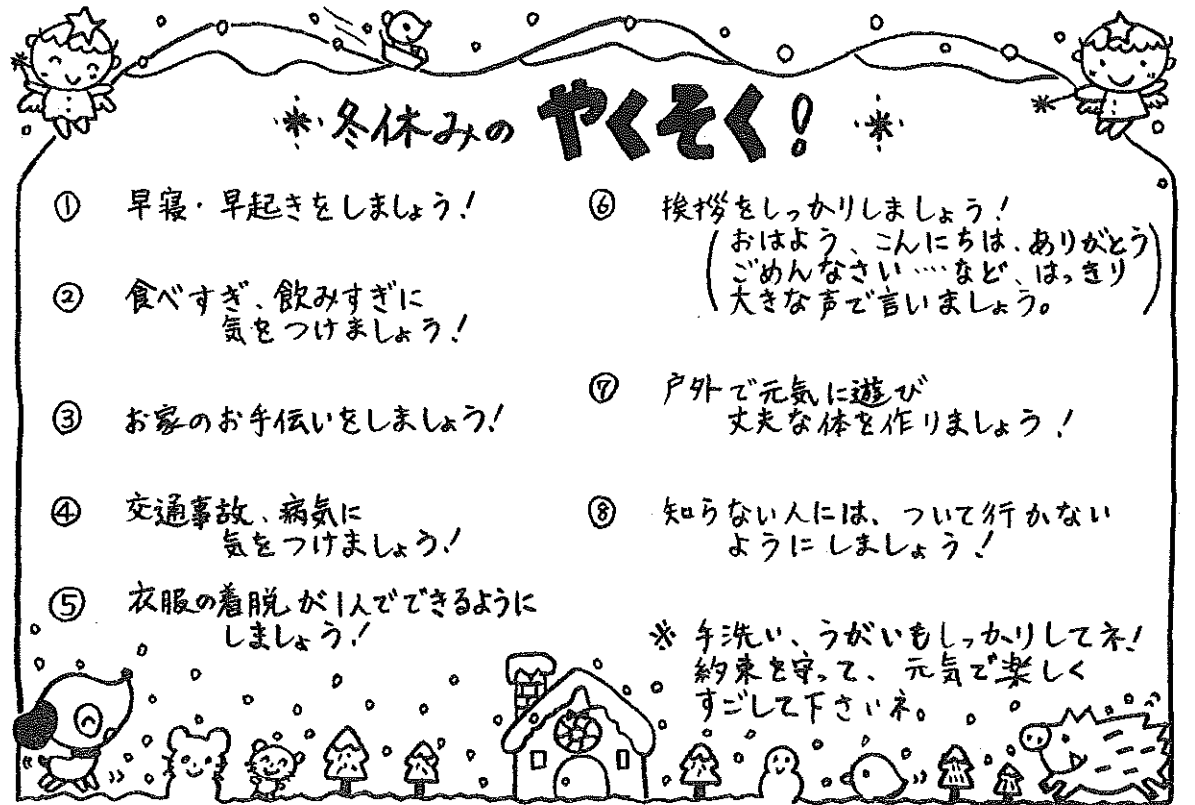 冬休みの やくそく!
① 早寝・早起きをしましょう!
② 食べすぎ、飲みすぎに
気をつけましょう!
③ お家のお手伝いをしましょう!
④ 交通事故、病気に
気をつけましょう!
⑤ 衣服の着脱が1人でできるように
しましょう!
⑥ 挨拶をしっかりしましょう!
(おはよう、こんにちは、ありがとう
ごめんなさい……など、はっきり
大きな声で言いましょう。)
⑦ 戸外で元気に遊び
丈夫な体を作りましょう!
⑧ 知らない人には、ついて行かない
ようにしましょう!
※ 手洗い、うがいもしっかりしてネ!
約束を守って、元気で楽しく
すごして下さいネ。